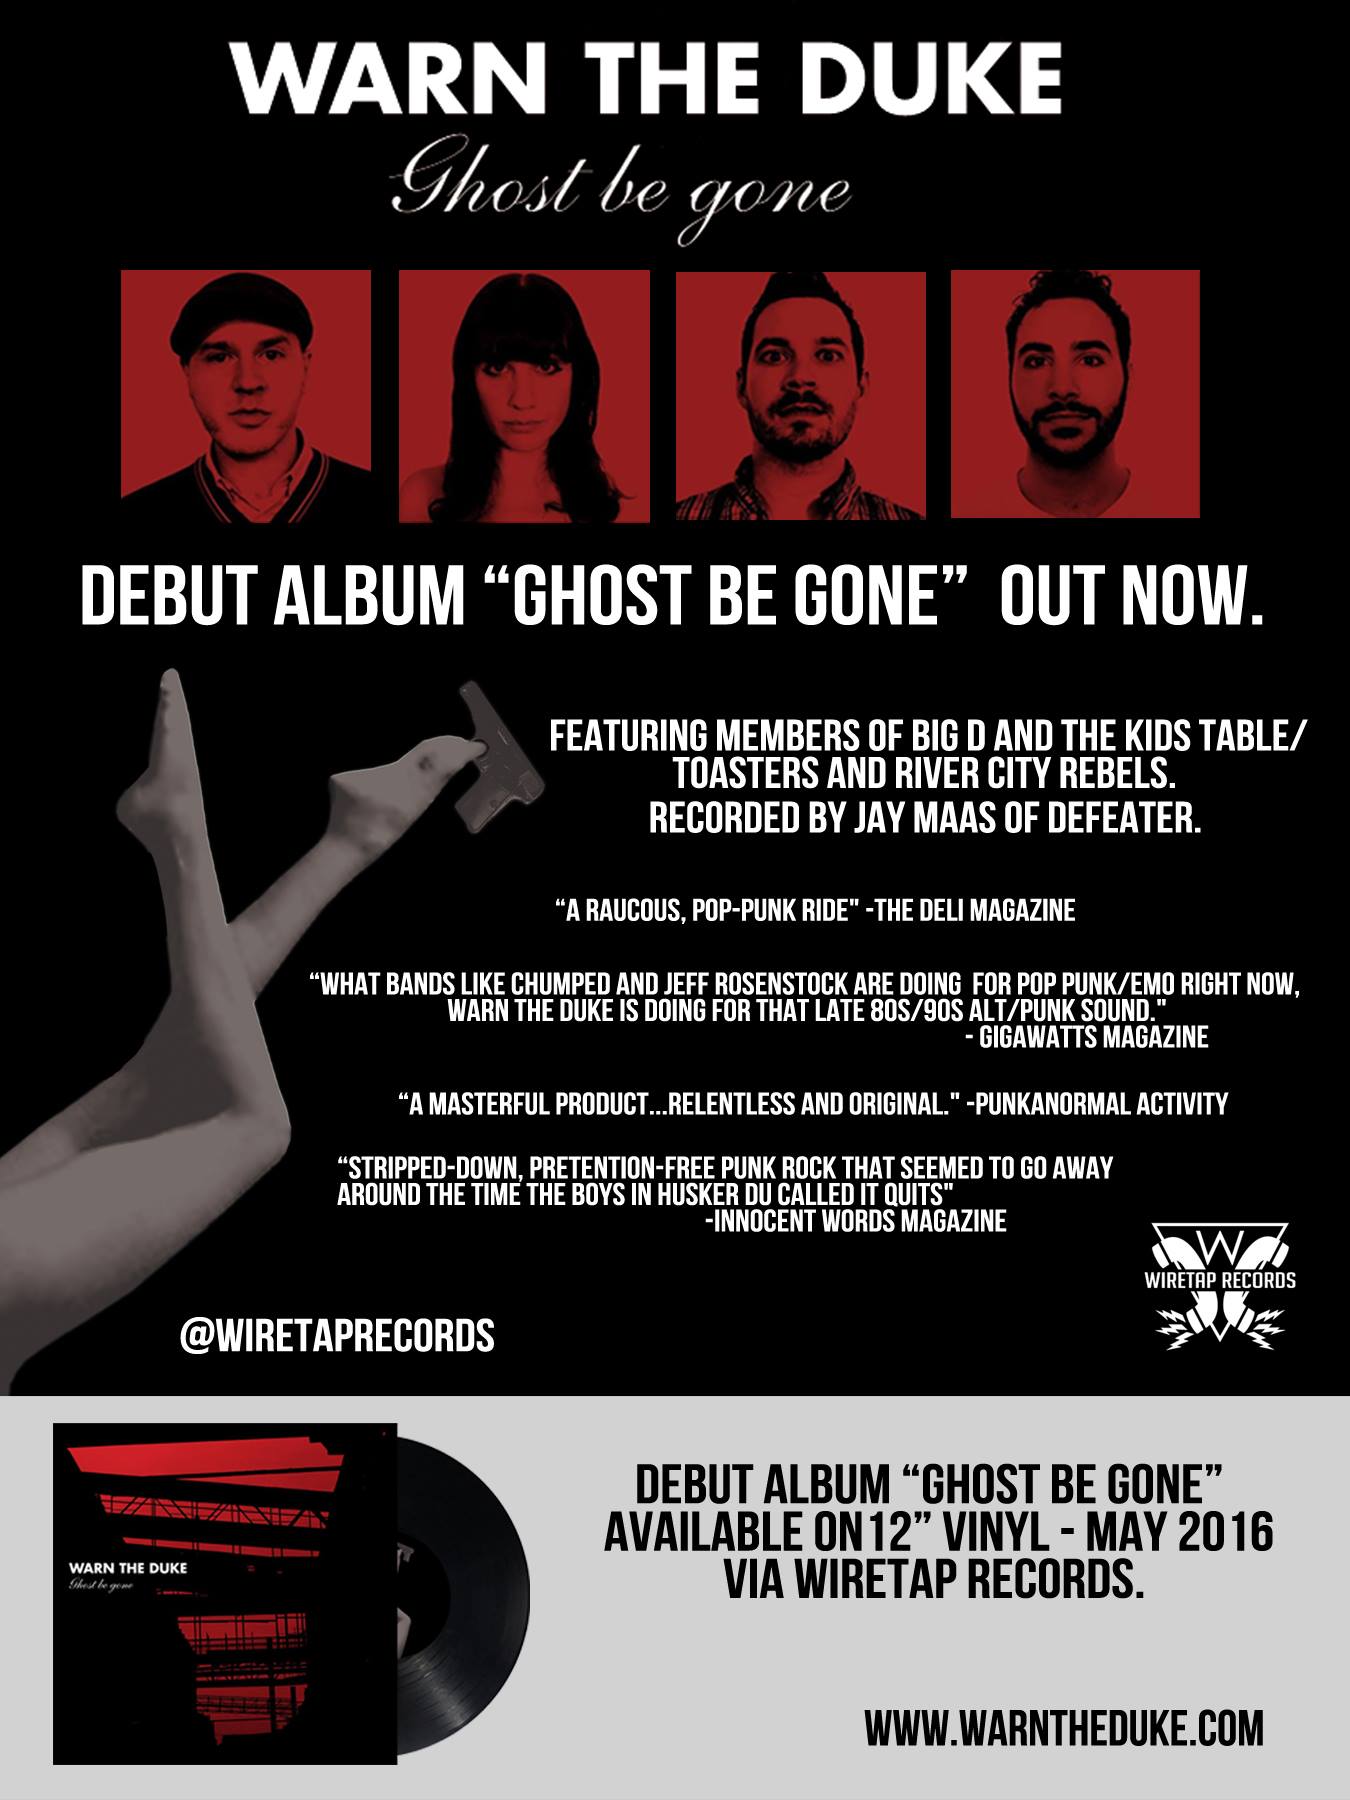 WARN THE DUKE
Ghost be gone
DEBUT ALBUM “GHOST BE GONE” OUT NOW.
FEATURING MEMBERS OF BIG D AND THE KIDS TABLE/
TOASTERS AND RIVER CITY REBELS.
RECORDED BY JAY MAAS OF DEFEATER.
“A RAUCOUS, POP-PUNK RIDE" -THE DELI MAGAZINE
“WHAT BANDS LIKE CHUMPED AND JEFF ROSENSTOCK ARE DOING FOR POP PUNK/EMO RIGHT NOW,
WARN THE DUKE IS DOING FOR THAT LATE 80S/90S ALT/PUNK SOUND."
- GIGAWATTS MAGAZINE
“A MASTERFUL PRODUCT...RELENTLESS AND ORIGINAL." -PUNKANORMAL ACTIVITY
“STRIPPED-DOWN, PRETENTION-FREE PUNK ROCK THAT SEEMED TO GO AWAY
AROUND THE TIME THE BOYS IN HUSKER DU CALLED IT QUITS"
-INNOCENT WORDS MAGAZINE
W
WIRETAP RECORDS
@WIRETAPRECORDS
WARN THE DUKE
Ghost be gone
DEBUT ALBUM “GHOST BE GONE”
AVAILABLE ON 12” VINYL - MAY 2016
VIA WIRETAP RECORDS.
WWW.WARNTHEDUKE.COM